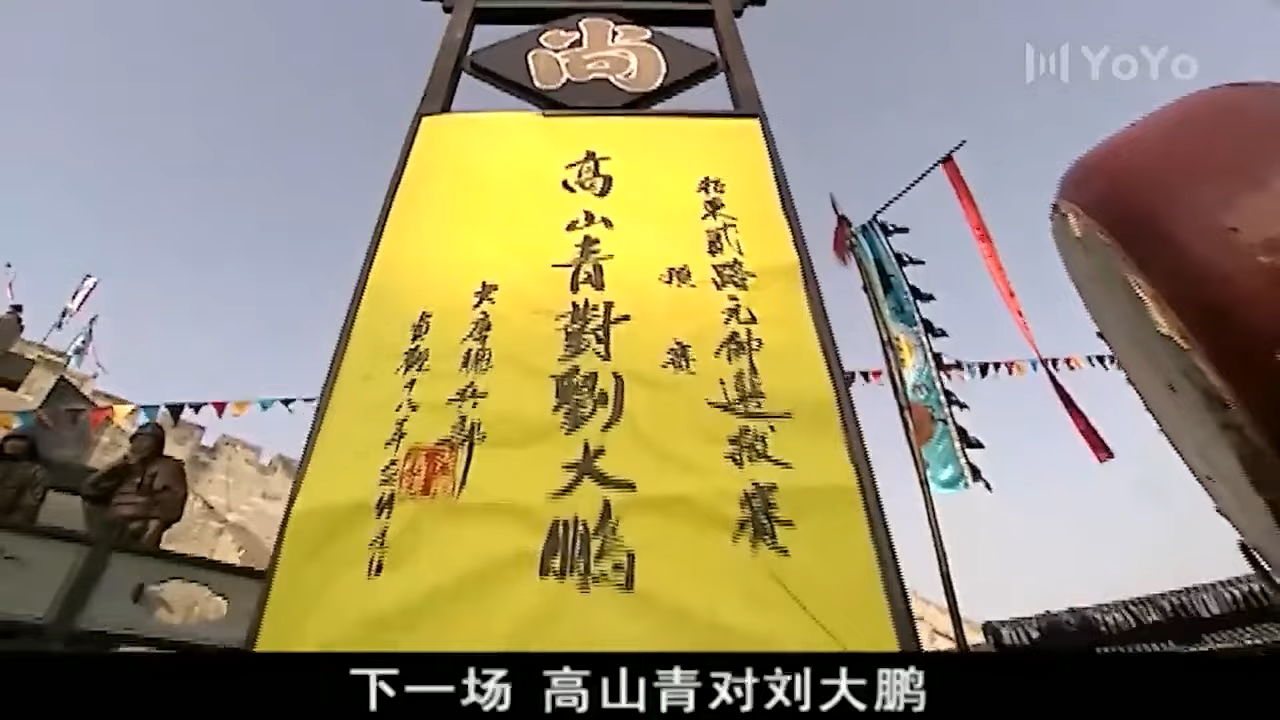 尚
YoYo
征東貳路元帥選拔賽
預賽
高山青對劉大鵬
大唐 兵部
貞觀十八年
下一场 高山青对刘大鹏